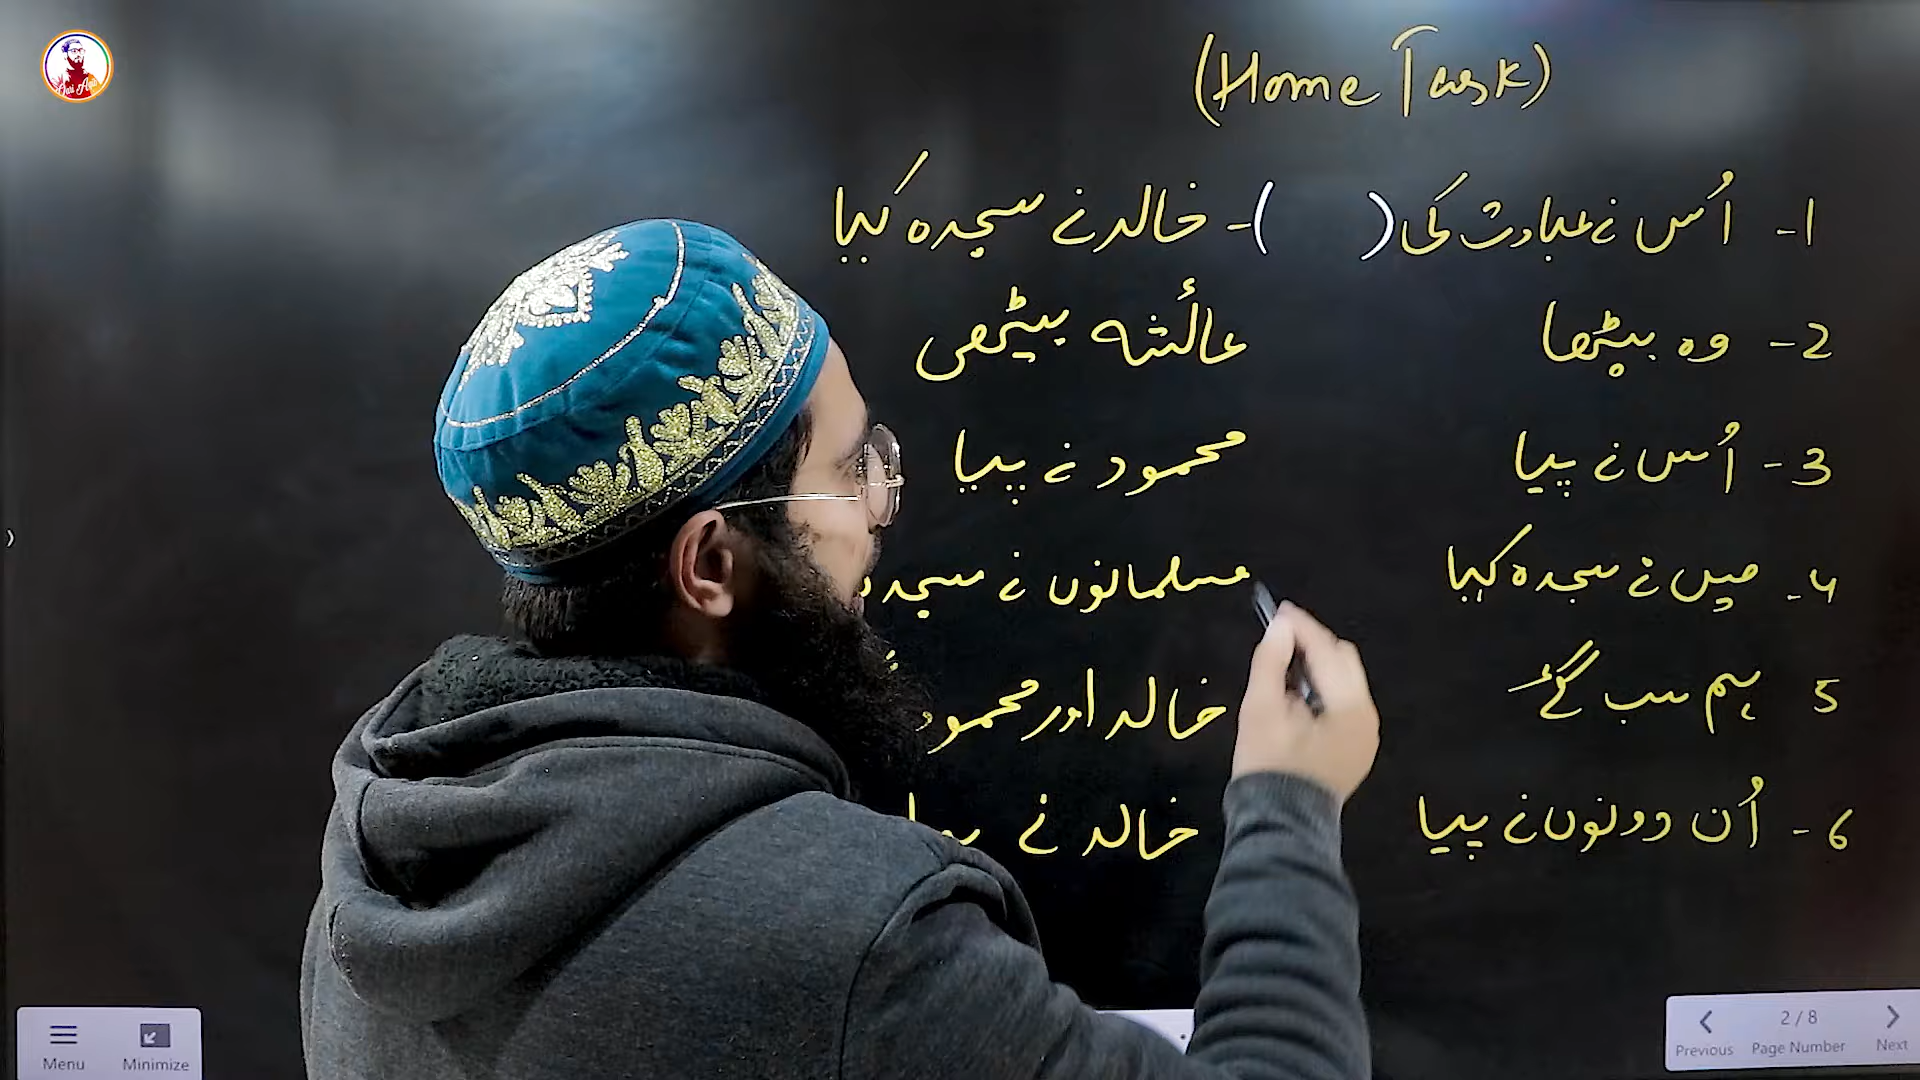 (Home Task)
1- اُس نے عبادت کی ( ) - خالد نے سجدہ کیا
2- وہ بیٹھا عائشہ بیٹھی
3- اُس نے پیا محمود نے پیا
4- میں نے سجدہ کیا مسلمانوں نے سجدہ
5 ہم سب گئے خالد اور محمود
6- اُن دونوں نے پیا خالد نے
Menu Minimize
2 / 8
Previous Page Number Next